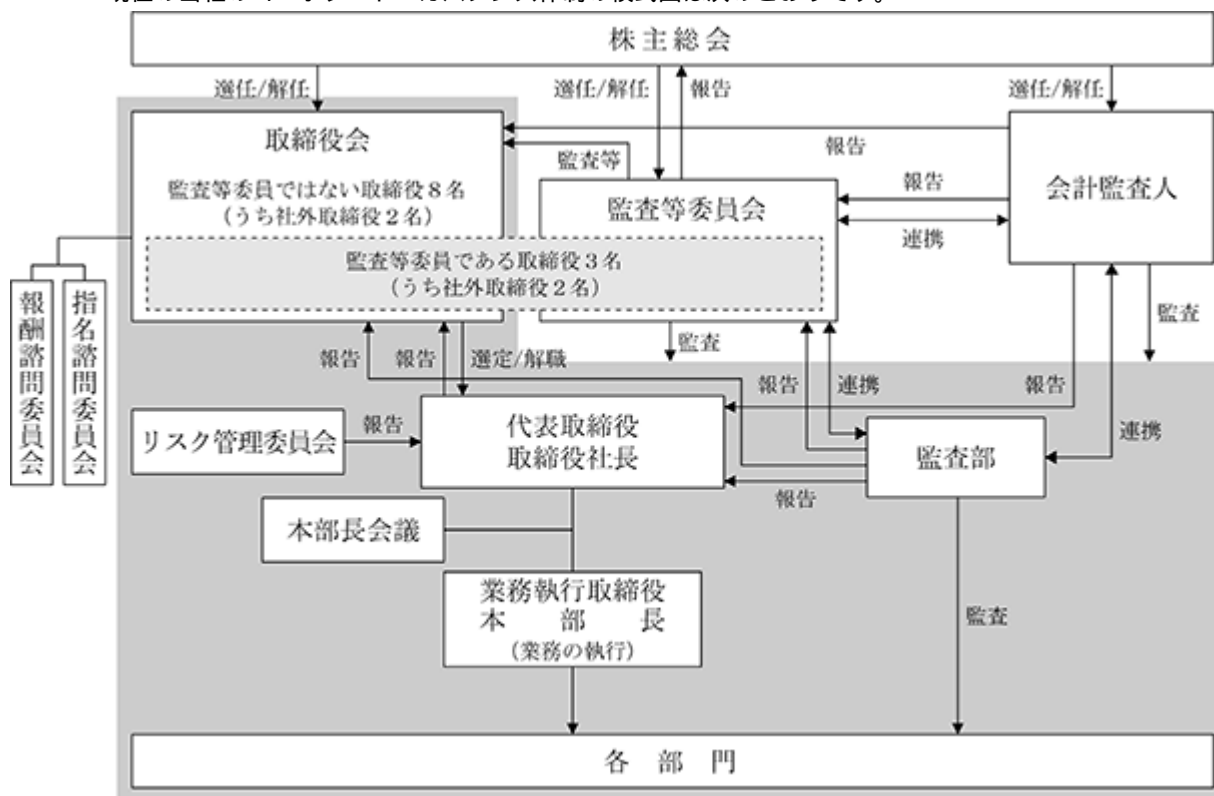 株主総会
選任/解任
選任/解任
報告
選任/解任
取締役会
監査等委員ではない取締役8名
(うち社外取締役2名)
監査等
監査等委員会
報告
報告
連携
会計監査人
監査等委員である取締役3名
(うち社外取締役2名)
報酬諮問委員会
指名諮問委員会
報告
報告
選定/解職
監査
報告
連携
報告
監査
連携
リスク管理委員会
報告
代表取締役
取締役社長
監査部
報告
本部長会議
業務執行取締役
本部長
(業務の執行)
監査
各部門